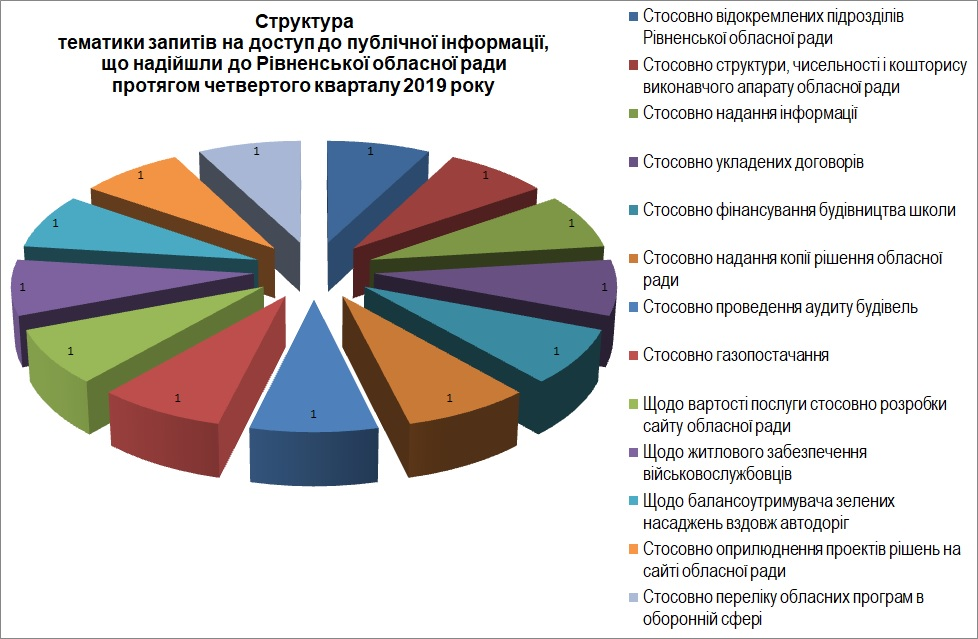 Структура
тематики запитів на доступ до публічної інформації,
що надійшли до Рівненської обласної ради
протягом четвертого кварталу 2019 року
Стосовно відокремлених підрозділів
Рівненської обласної ради
Стосовно структури, чисельності і кошторису
виконавчого апарату обласної ради
Стосовно надання інформації
Стосовно укладених договорів
Стосовно фінансування будівництва школи
Стосовно надання копії рішення обласної
ради
Стосовно проведення аудиту будівель
Стосовно газопостачання
Щодо вартості послуги стосовно розробки
сайту обласної ради
Щодо житлового забезпечення
військовослужбовців
Щодо балансоутримувача зелених
насаджень вздовж автодоріг
Стосовно оприлюднення проектів рішень на
сайті обласної ради
Стосовно переліку обласних програм в
оборонній сфері
1
1
1
1
1
1
1
1
1
1
1
1
1